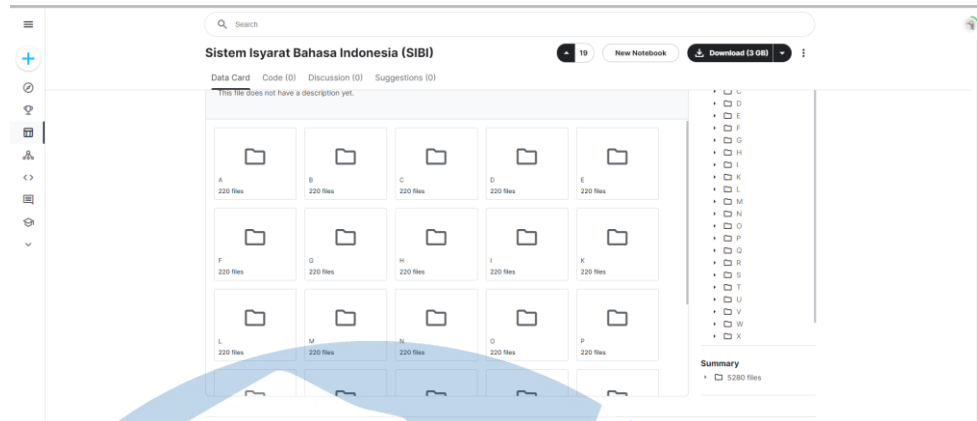 Search
Sistem Isyarat Bahasa Indonesia (SIBI)
19
New Notebook
Download (3 GB)
Data Card Code (0) Discussion (0) Suggestions (0)
This file does not have a description yet.
A
220 files
B
220 files
C
220 files
D
220 files
E
220 files
F
220 files
G
220 files
H
220 files
I
220 files
K
220 files
L
220 files
M
220 files
N
220 files
O
220 files
P
220 files
C
D
E
F
G
H
I
K
L
M
N
O
P
Q
R
S
T
U
V
W
X
Summary
5280 files